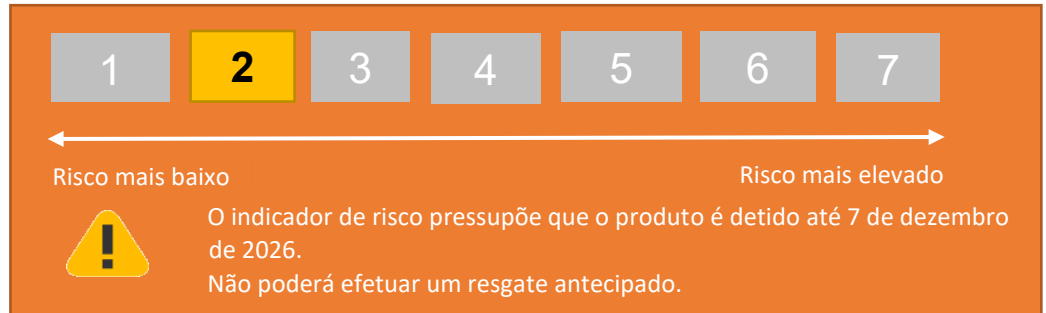 1 2 3 4 5 6 7
Risco mais baixo Risco mais elevado
O indicador de risco pressupõe que o produto é detido até 7 de dezembro
de 2026.
Não poderá efetuar um resgate antecipado.